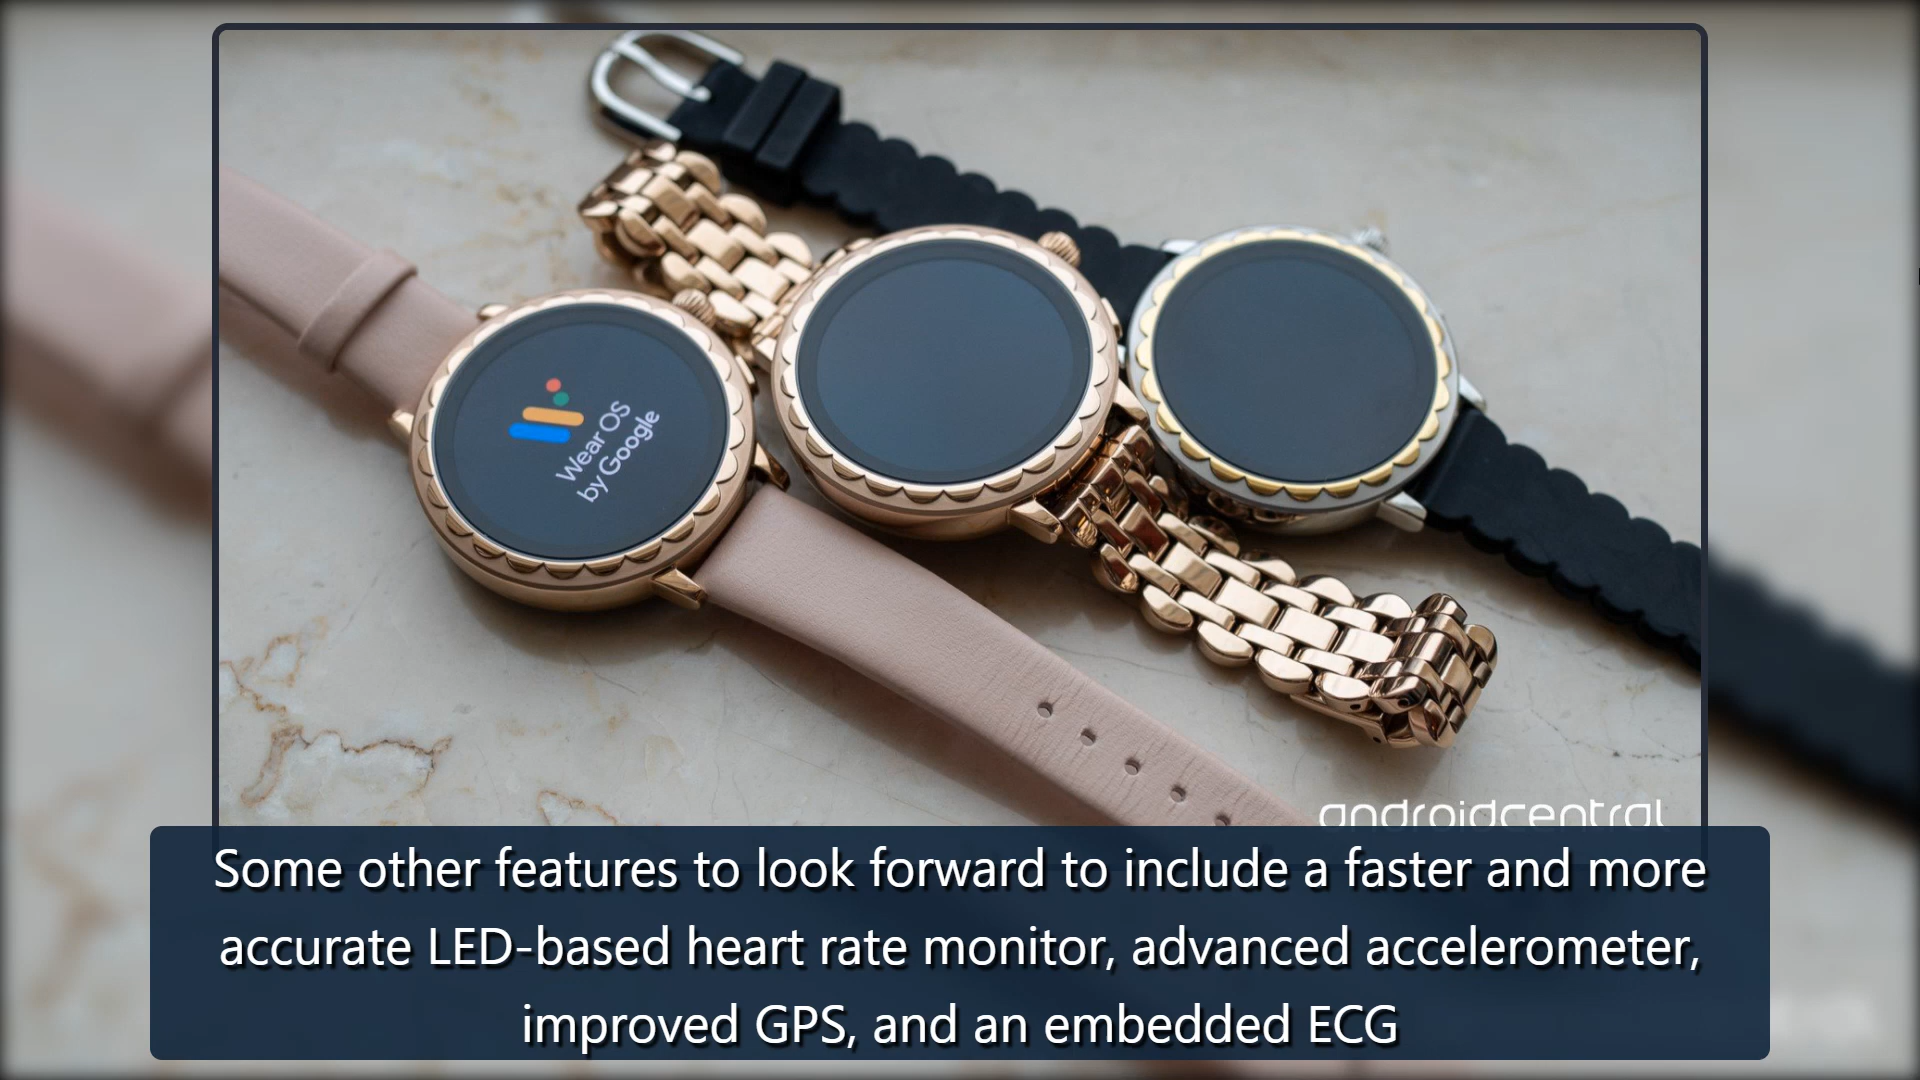 Wear OS
by Google
androidcentral
Some other features to look forward to include a faster and more
accurate LED-based heart rate monitor, advanced accelerometer,
improved GPS, and an embedded ECG